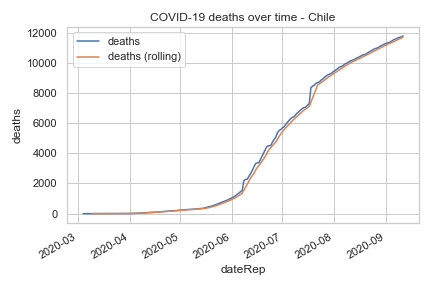 COVID-19 deaths over time - Chile
deaths
deaths (rolling)
12000
10000
8000
6000
4000
2000
0
deaths
2020-03
2020-04
2020-05
2020-06
2020-07
2020-08
2020-09
dateRep